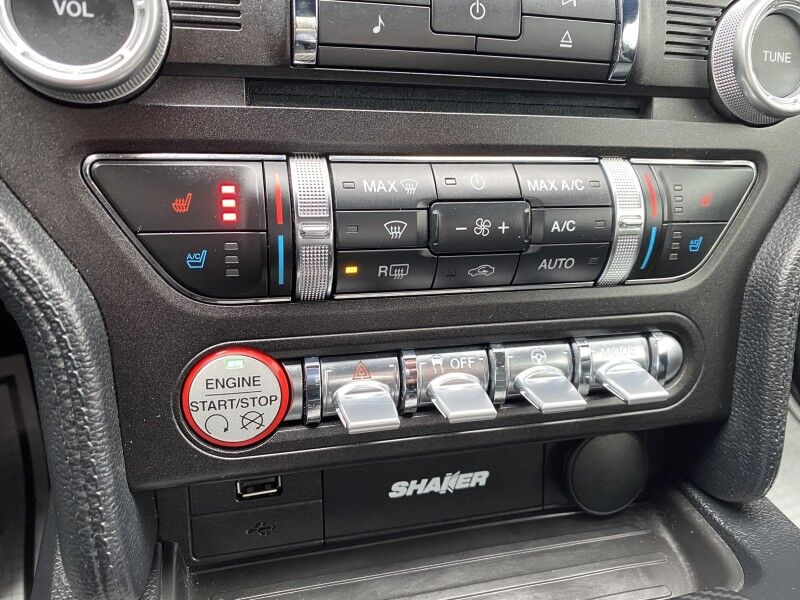 VOL
TUNE
MAX
MAX A/C
A/C
- +
A/C
A/C
R
AUTO
ENGINE
START/STOP
OFF
MODE
SHAKER